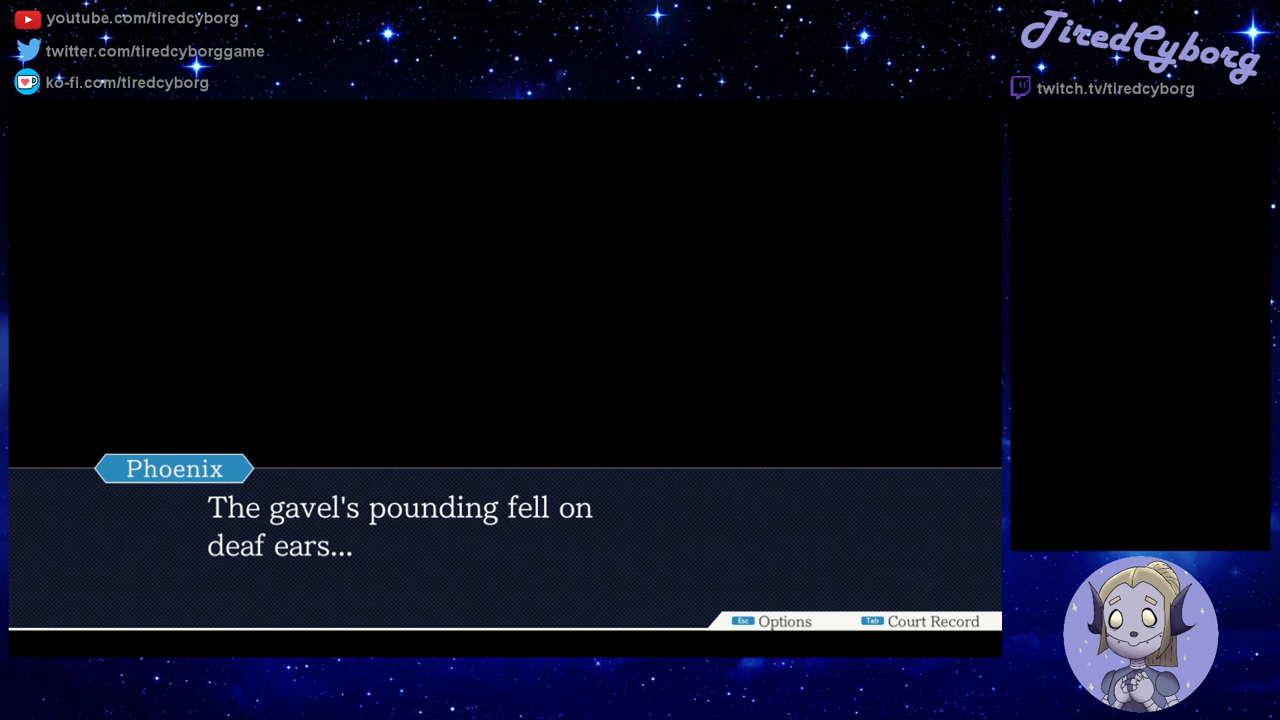 youtube.com/tiredcyborg
twitter.com/tiredcyborggame
ko-fi.com/tiredcyborg
TiredCyborg
twitch.tv/tiredcyborg
Phoenix
The gavel's pounding fell on
deaf ears...
Esc Options
Tab Court Record